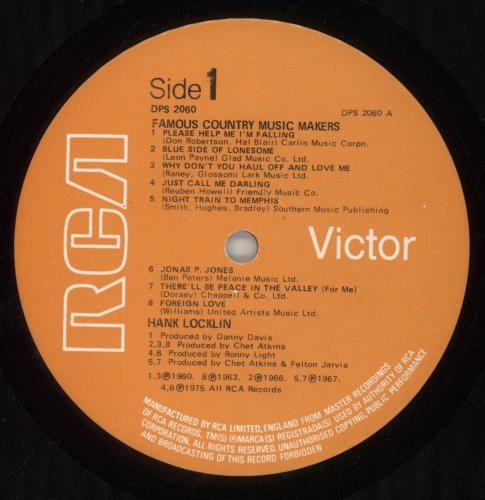 Side 1
DPS 2060
DPS 2060 A
FAMOUS COUNTRY MUSIC MAKERS
1 PLEASE HELP ME I'M FALLING
(Don Robertson, Hal Blair) Carlin Music Corpn.
2 BLUE SIDE OF LONESOME
(Leon Payne) Glad Music Co. Ltd.
3 WHY DON'T YOU HAUL OFF AND LOVE ME
(Raney, Glossom) Lark Music Ltd.
4 JUST CALL ME DARLING
(Reuben Howell) Friendly Music Co.
5 NIGHT TRAIN TO MEMPHIS
(Smith, Hughes, Bradley) Southern Music Publishing
RCA
Victor
6 JONAS P. JONES
(Ben Peters) Melanie Music Ltd.
7 THERE'LL BE PEACE IN THE VALLEY (For Me)
(Dorsey) Chappell & Co. Ltd.
8 FOREIGN LOVE
(Williams) United Artists Music Ltd.
HANK LOCKLIN
1 Produced by Danny Davis
2,3,8 Produced by Chet Atkins
4,6 Produced by Ronny Light
5,7 Produced by Chet Atkins & Felton Jarvis
1,3℗1960. 8℗1963. 2℗1966. 5,7℗1967.
4,6℗1975 All RCA Records
MANUFACTURED BY RCA LIMITED, ENGLAND FROM MASTER RECORDINGS
OF RCA RECORDS. TM(S) ®MARCA(S) REGISTRADA(S) USED BY AUTHORITY OF RCA
CORPORATION. ALL RIGHTS RESERVED. UNAUTHORISED COPYING, PUBLIC PERFORMANCE
AND BROADCASTING OF THIS RECORD FORBIDDEN